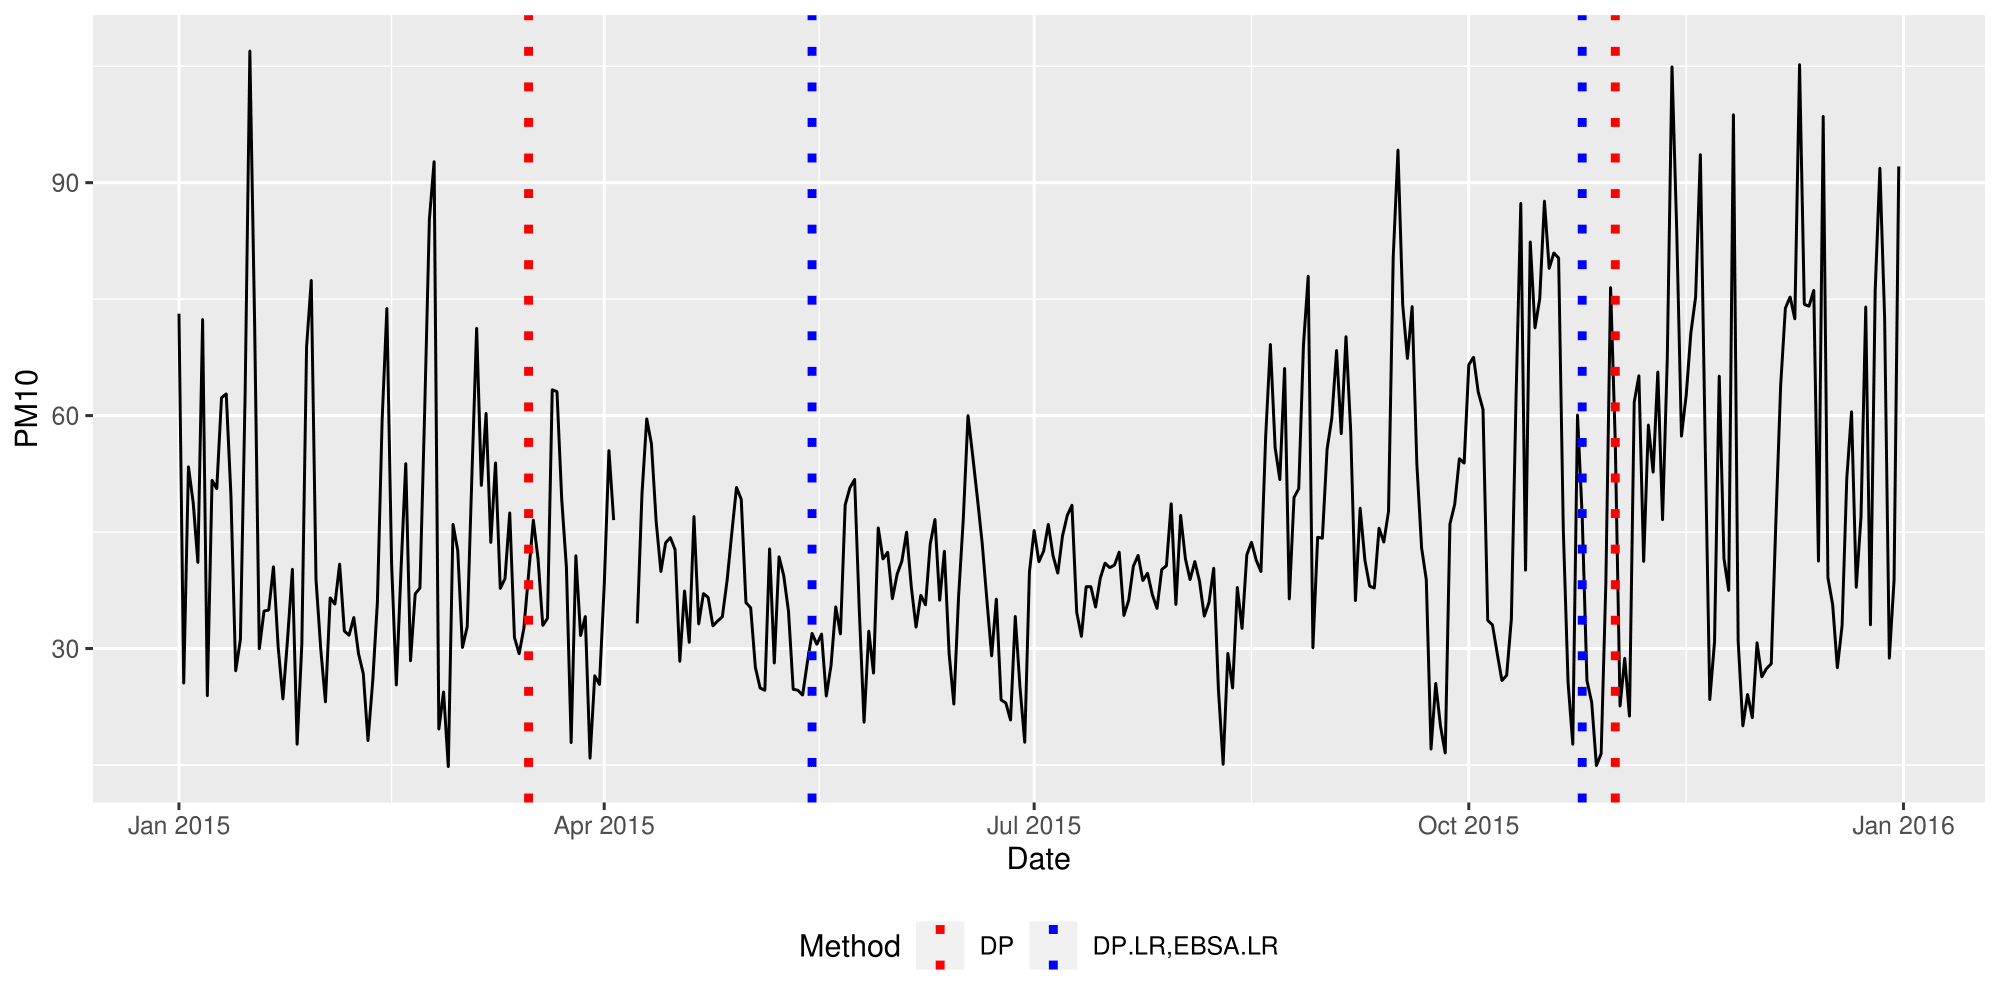 PM10
90
60
30
Jan 2015
Apr 2015
Jul 2015
Oct 2015
Jan 2016
Date
Method
DP
DP.LR,EBSA.LR